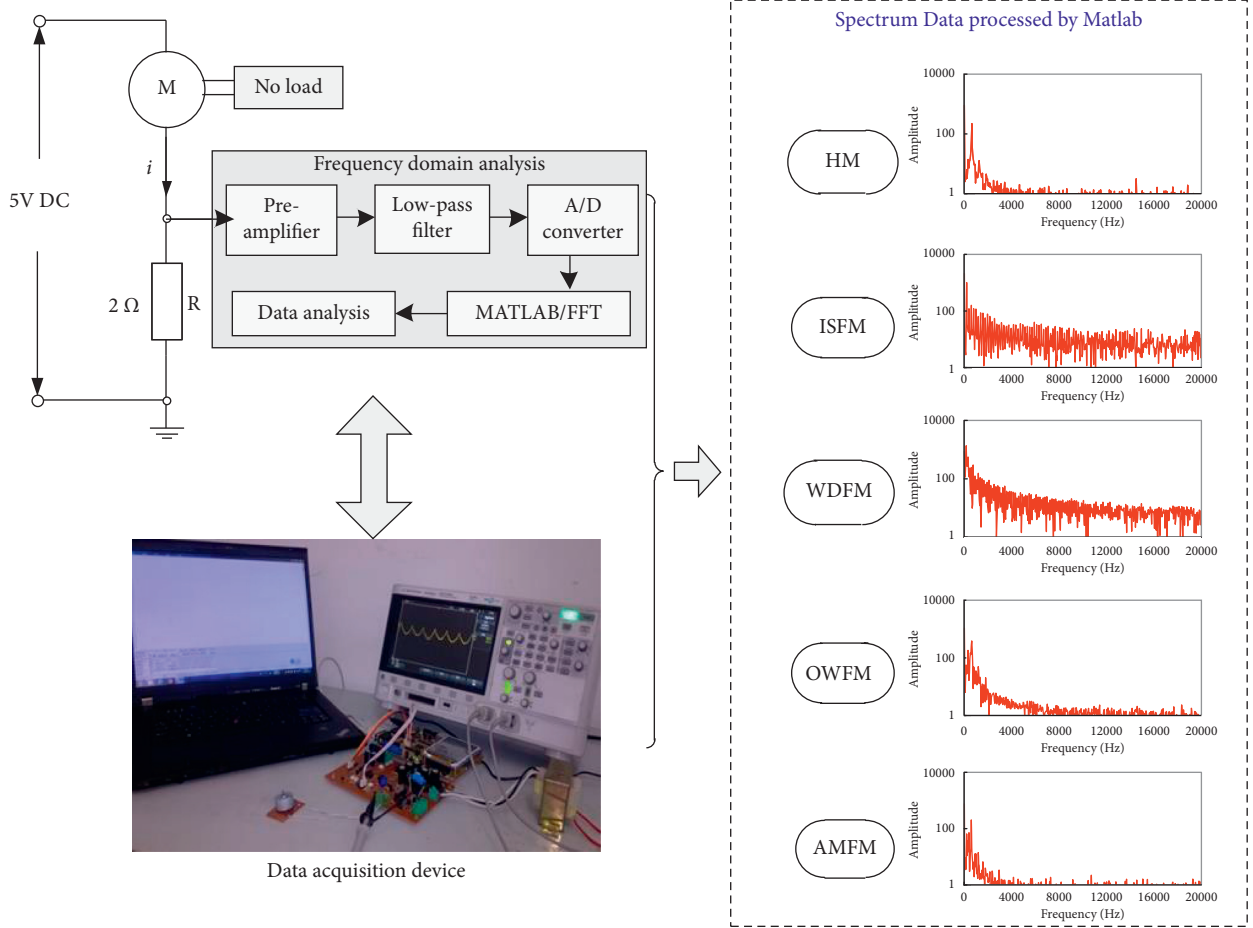 M
No load
i
5V DC
2 Ω
R
Frequency domain analysis
Pre-
amplifier
Low-pass
filter
A/D
converter
Data analysis
MATLAB/FFT
Data acquisition device
Spectrum Data processed by Matlab
HM
Amplitude
10000
100
1
0
4000
8000
12000
16000
20000
Frequency (Hz)
ISFM
Amplitude
10000
100
1
0
4000
8000
12000
16000
20000
Frequency (Hz)
WDFM
Amplitude
10000
100
1
0
4000
8000
12000
16000
20000
Frequency (Hz)
OWFM
Amplitude
10000
100
1
0
4000
8000
12000
16000
20000
Frequency (Hz)
AMFM
Amplitude
10000
100
1
0
4000
8000
12000
16000
20000
Frequency (Hz)